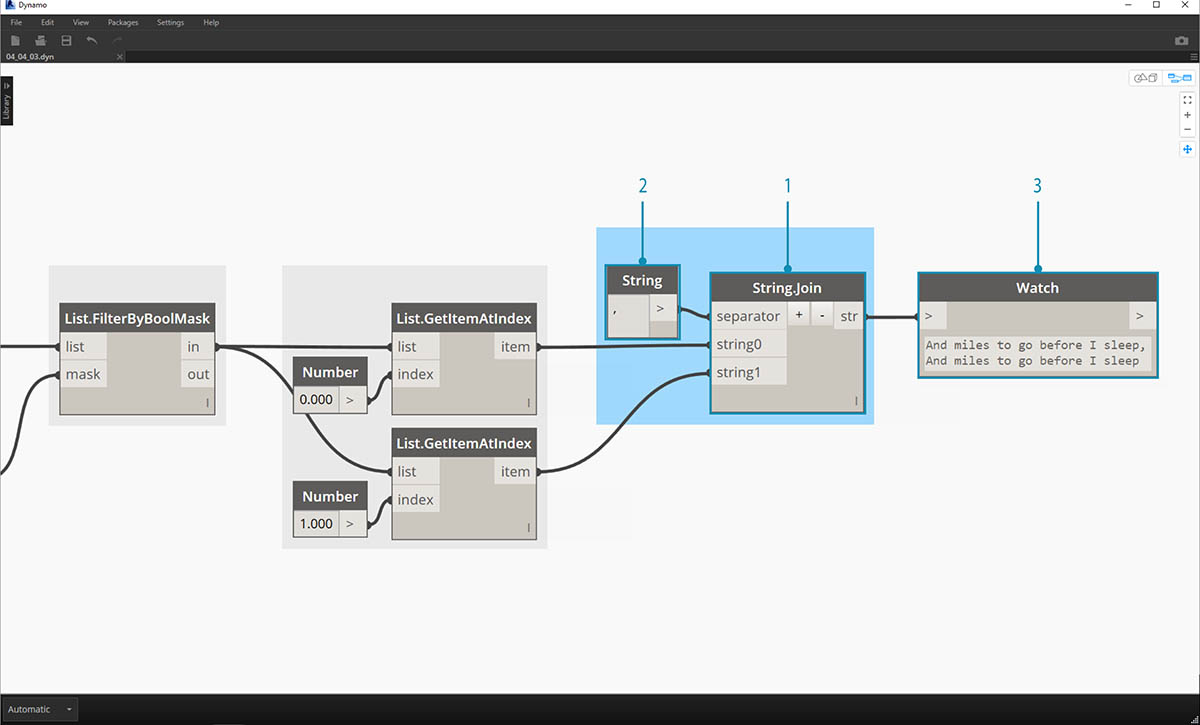 Dynamo
File Edit View Packages Settings Help
04_04_03.dyn
Library
2
1
3
String
, >
String.Join
separator + - str
string0
string1
Watch
> >
And miles to go before I sleep,
And miles to go before I sleep
List.FilterByBoolMask
list in
mask out
l
List.GetItemAtIndex
list item
index
l
Number
0.000 >
List.GetItemAtIndex
list item
index
l
Number
1.000 >
l
Automatic